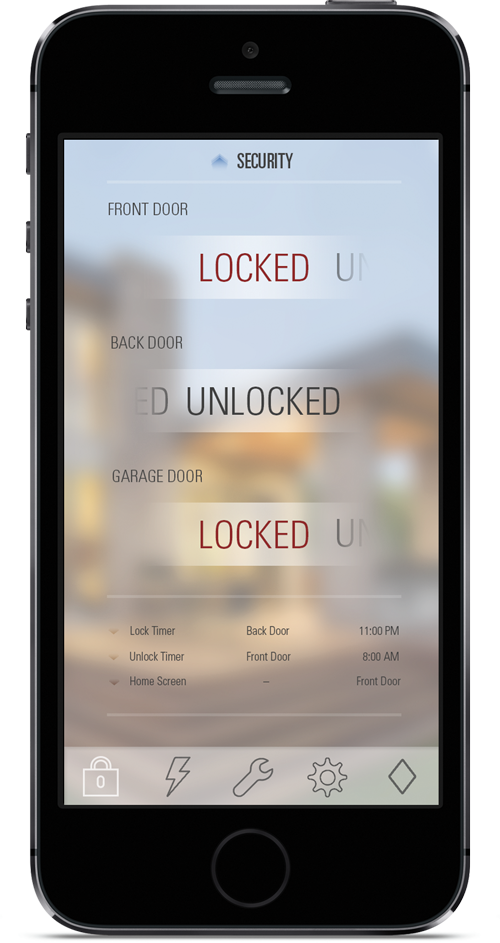 SECURITY
FRONT DOOR
LOCKED UN
BACK DOOR
ED UNLOCKED
GARAGE DOOR
LOCKED UN
Lock Timer Back Door 11:00 PM
Unlock Timer Front Door 8:00 AM
Home Screen – Front Door
0